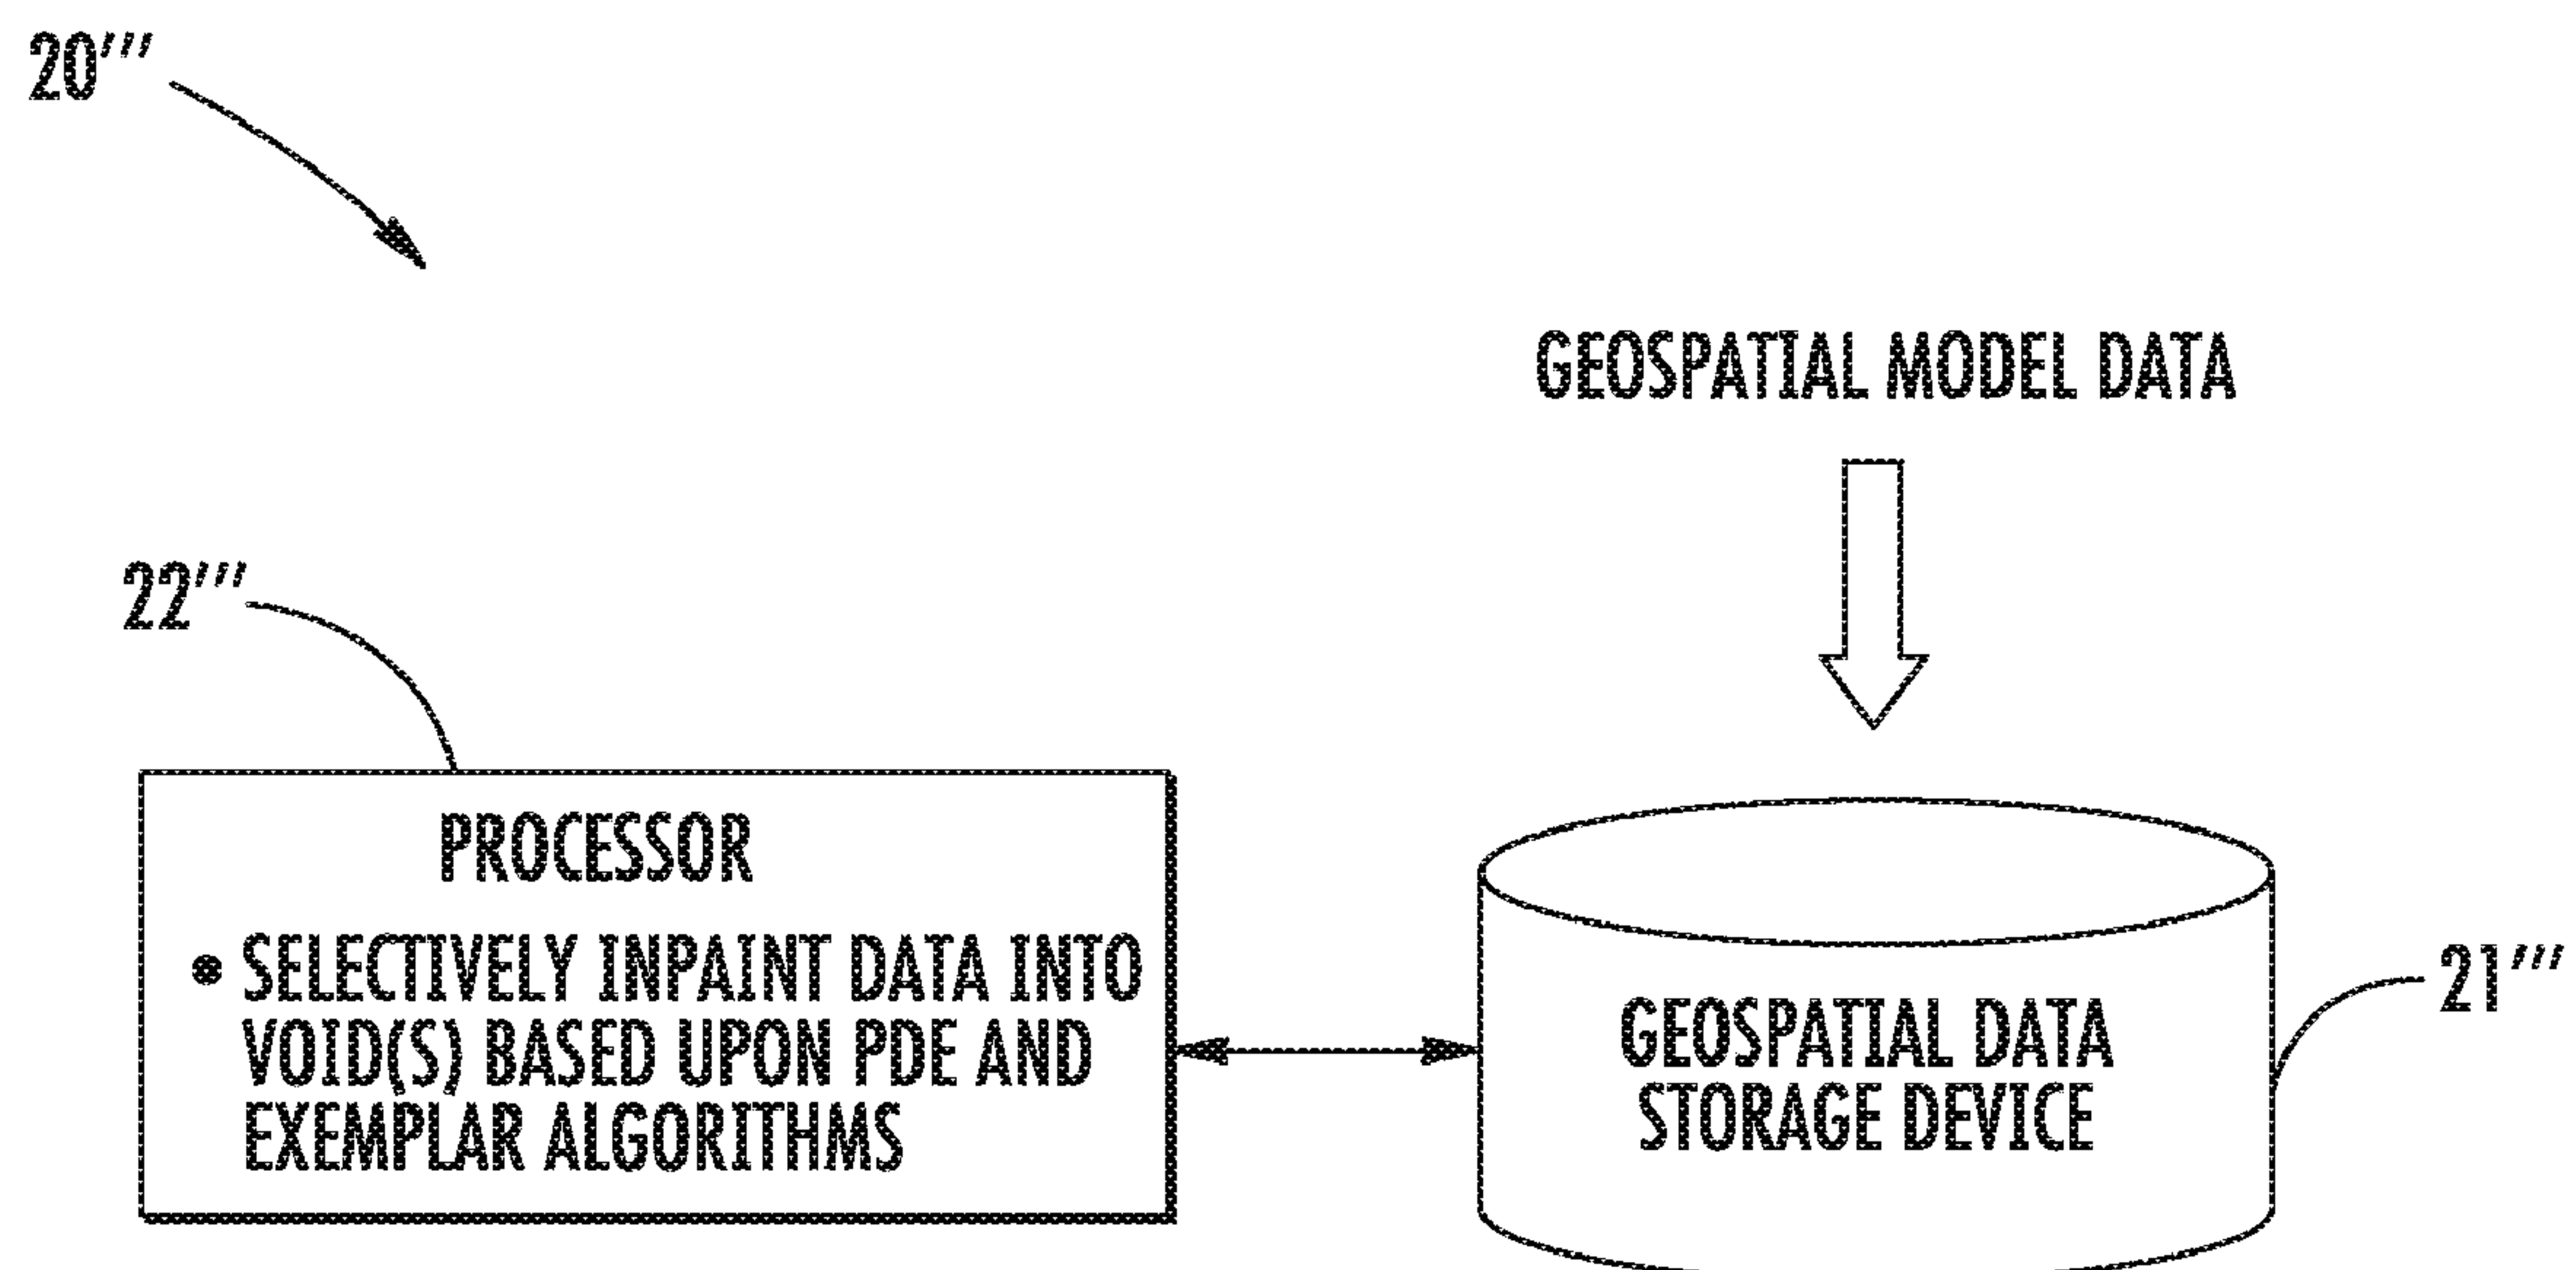 20'''
GEOSPATIAL MODEL DATA
22'''
PROCESSOR
• SELECTIVELY INPAINT DATA INTO
VOID(S) BASED UPON PDE AND
EXEMPLAR ALGORITHMS
GEOSPATIAL DATA
STORAGE DEVICE
21'''